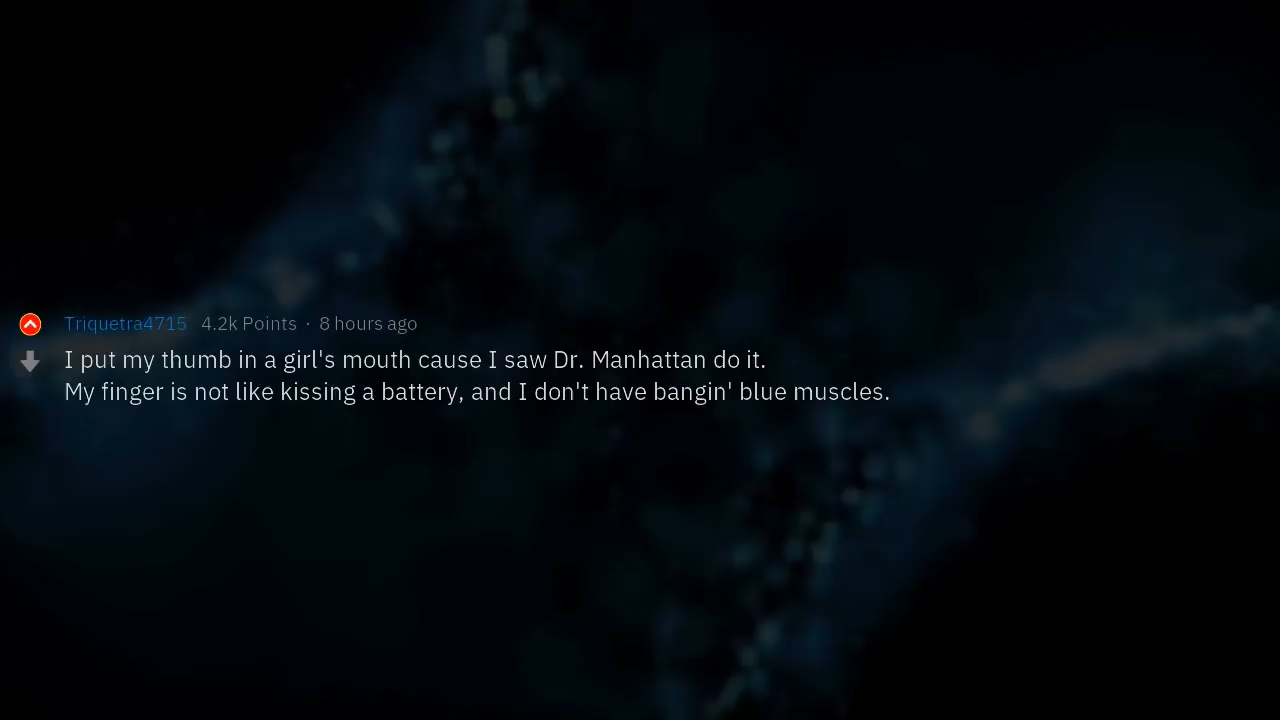 Triquetra4715 4.2k Points · 8 hours ago
I put my thumb in a girl's mouth cause I saw Dr. Manhattan do it.
My finger is not like kissing a battery, and I don't have bangin' blue muscles.